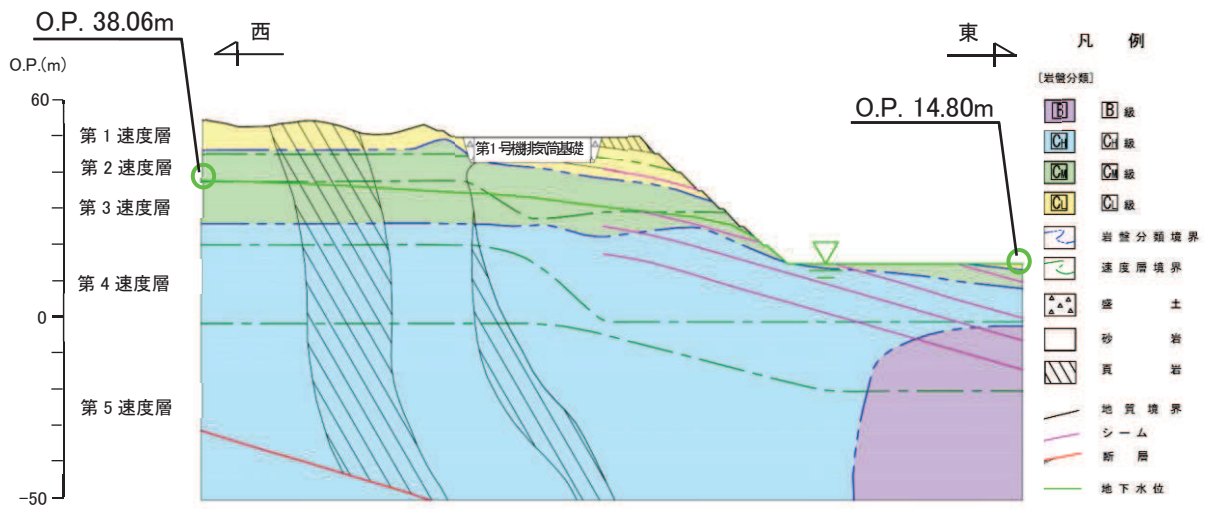 O.P. 38.06m
西
東
O.P.(m)
60
0
-50
第1速度層
第2速度層
第3速度層
第4速度層
第5速度層
第1号機排気筒基礎
O.P. 14.80m
凡 例
[岩盤分類]
B B 級
CH CH 級
CM CM 級
CL CL 級
岩盤分類境界
速度層境界
盛 土
砂 岩
頁 岩
地質境界
シーム
断 層
地下水位